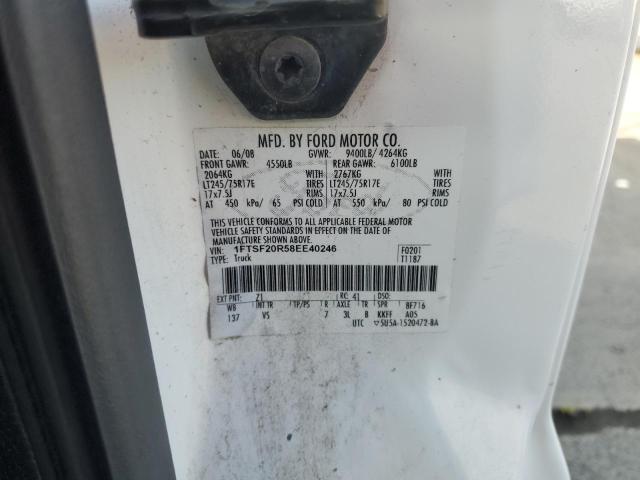 MFD. BY FORD MOTOR CO.
DATE: 06/08 GVWR: 9400LB/ 4264KG
FRONT GAWR: 4550LB REAR GAWR: 6100LB
2064KG WITH 2767KG WITH
LT245/75R17E TIRES LT245/75R17E TIRES
17x7.5J RIMS 17x7.5J RIMS
AT 450 kPa/ 65 PSI COLD AT 550 kPa/ 80 PSI COLD
THIS VEHICLE CONFORMS TO ALL APPLICABLE FEDERAL MOTOR
VEHICLE SAFETY STANDARDS IN EFFECT ON THE DATE OF
MANUFACTURE SHOWN ABOVE.
VIN: 1FTSF20R58EE40246 F0201
TYPE: Truck T1187
EXT PNT: Z1 RC: 41 DSO:
WB INT TR TP/PS R AXLE TR SPR BF716
137 VS 7 3L B KKFF A05
UTC ▽5U5A-1520472-BA